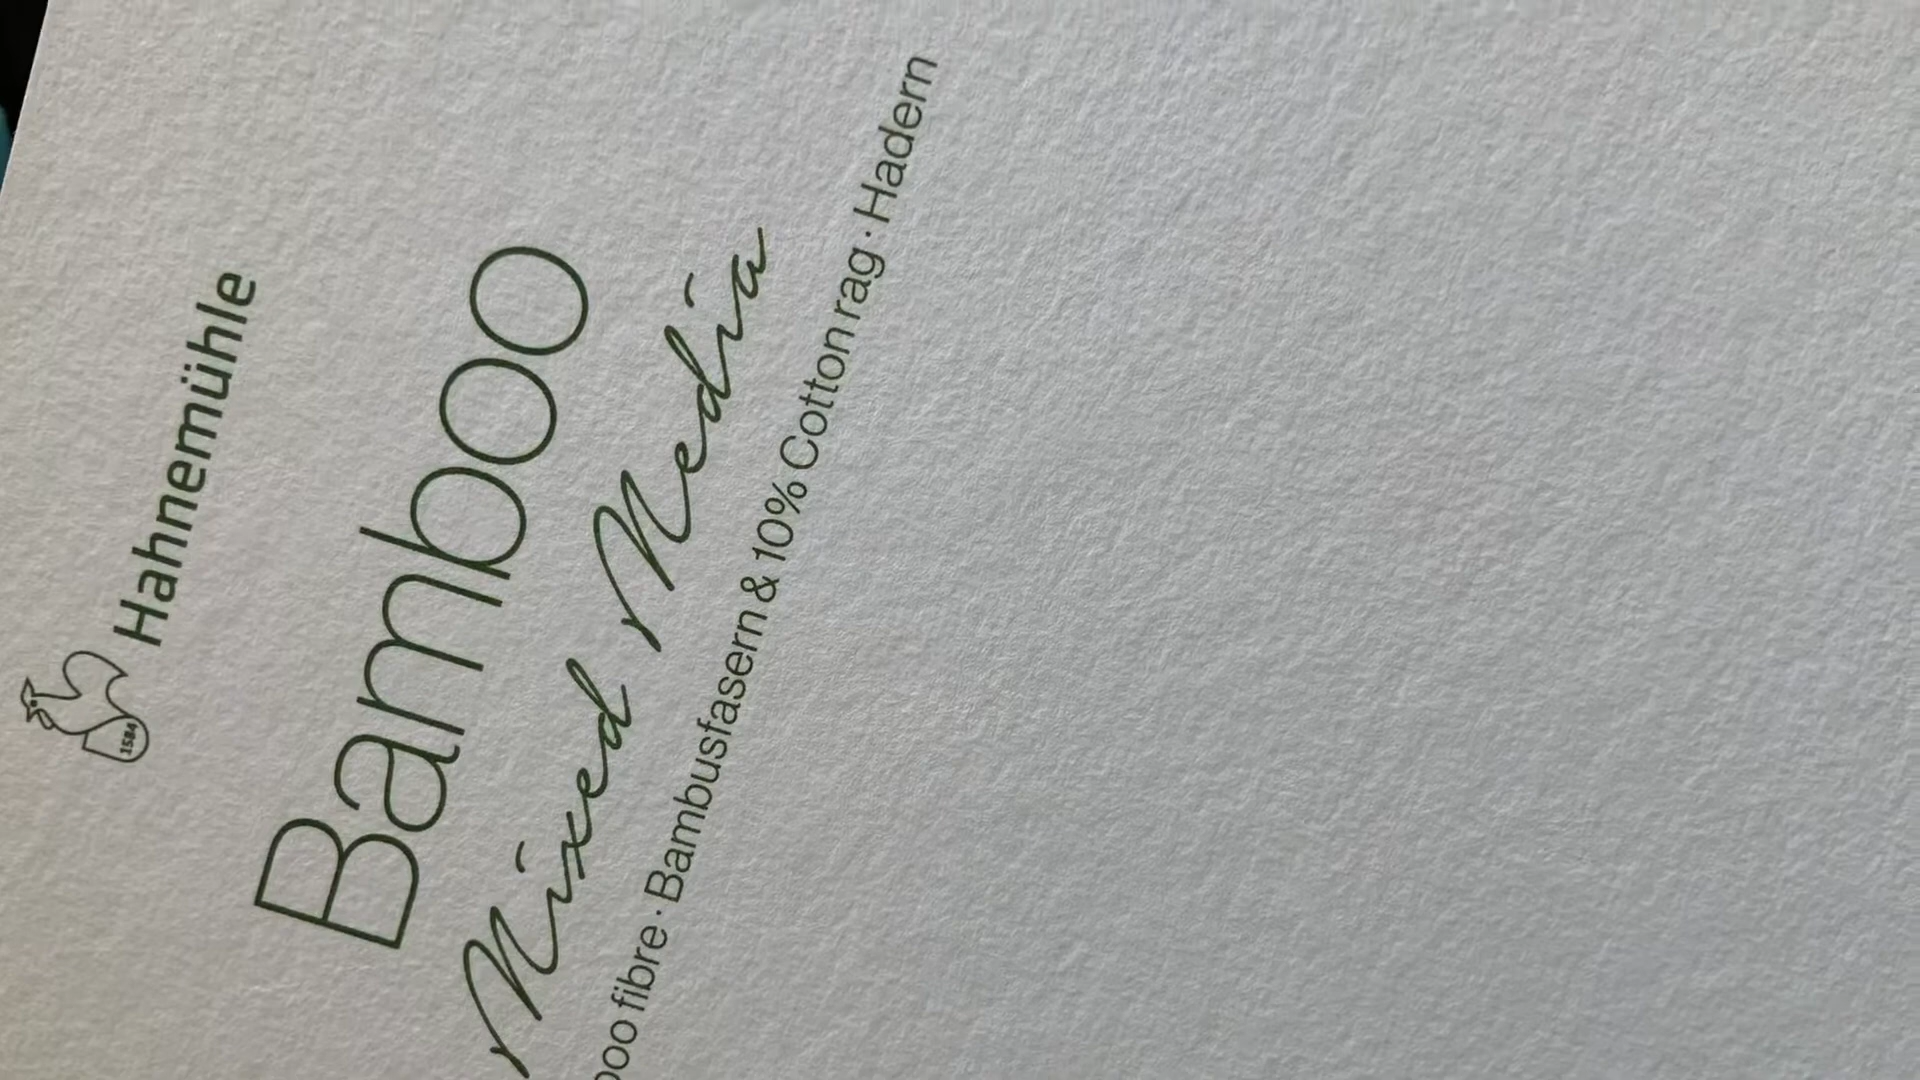 1584
Hahnemühle
Bamboo
Mixed Media
fibre · Bambusfasern & 10% Cotton rag · Hadern